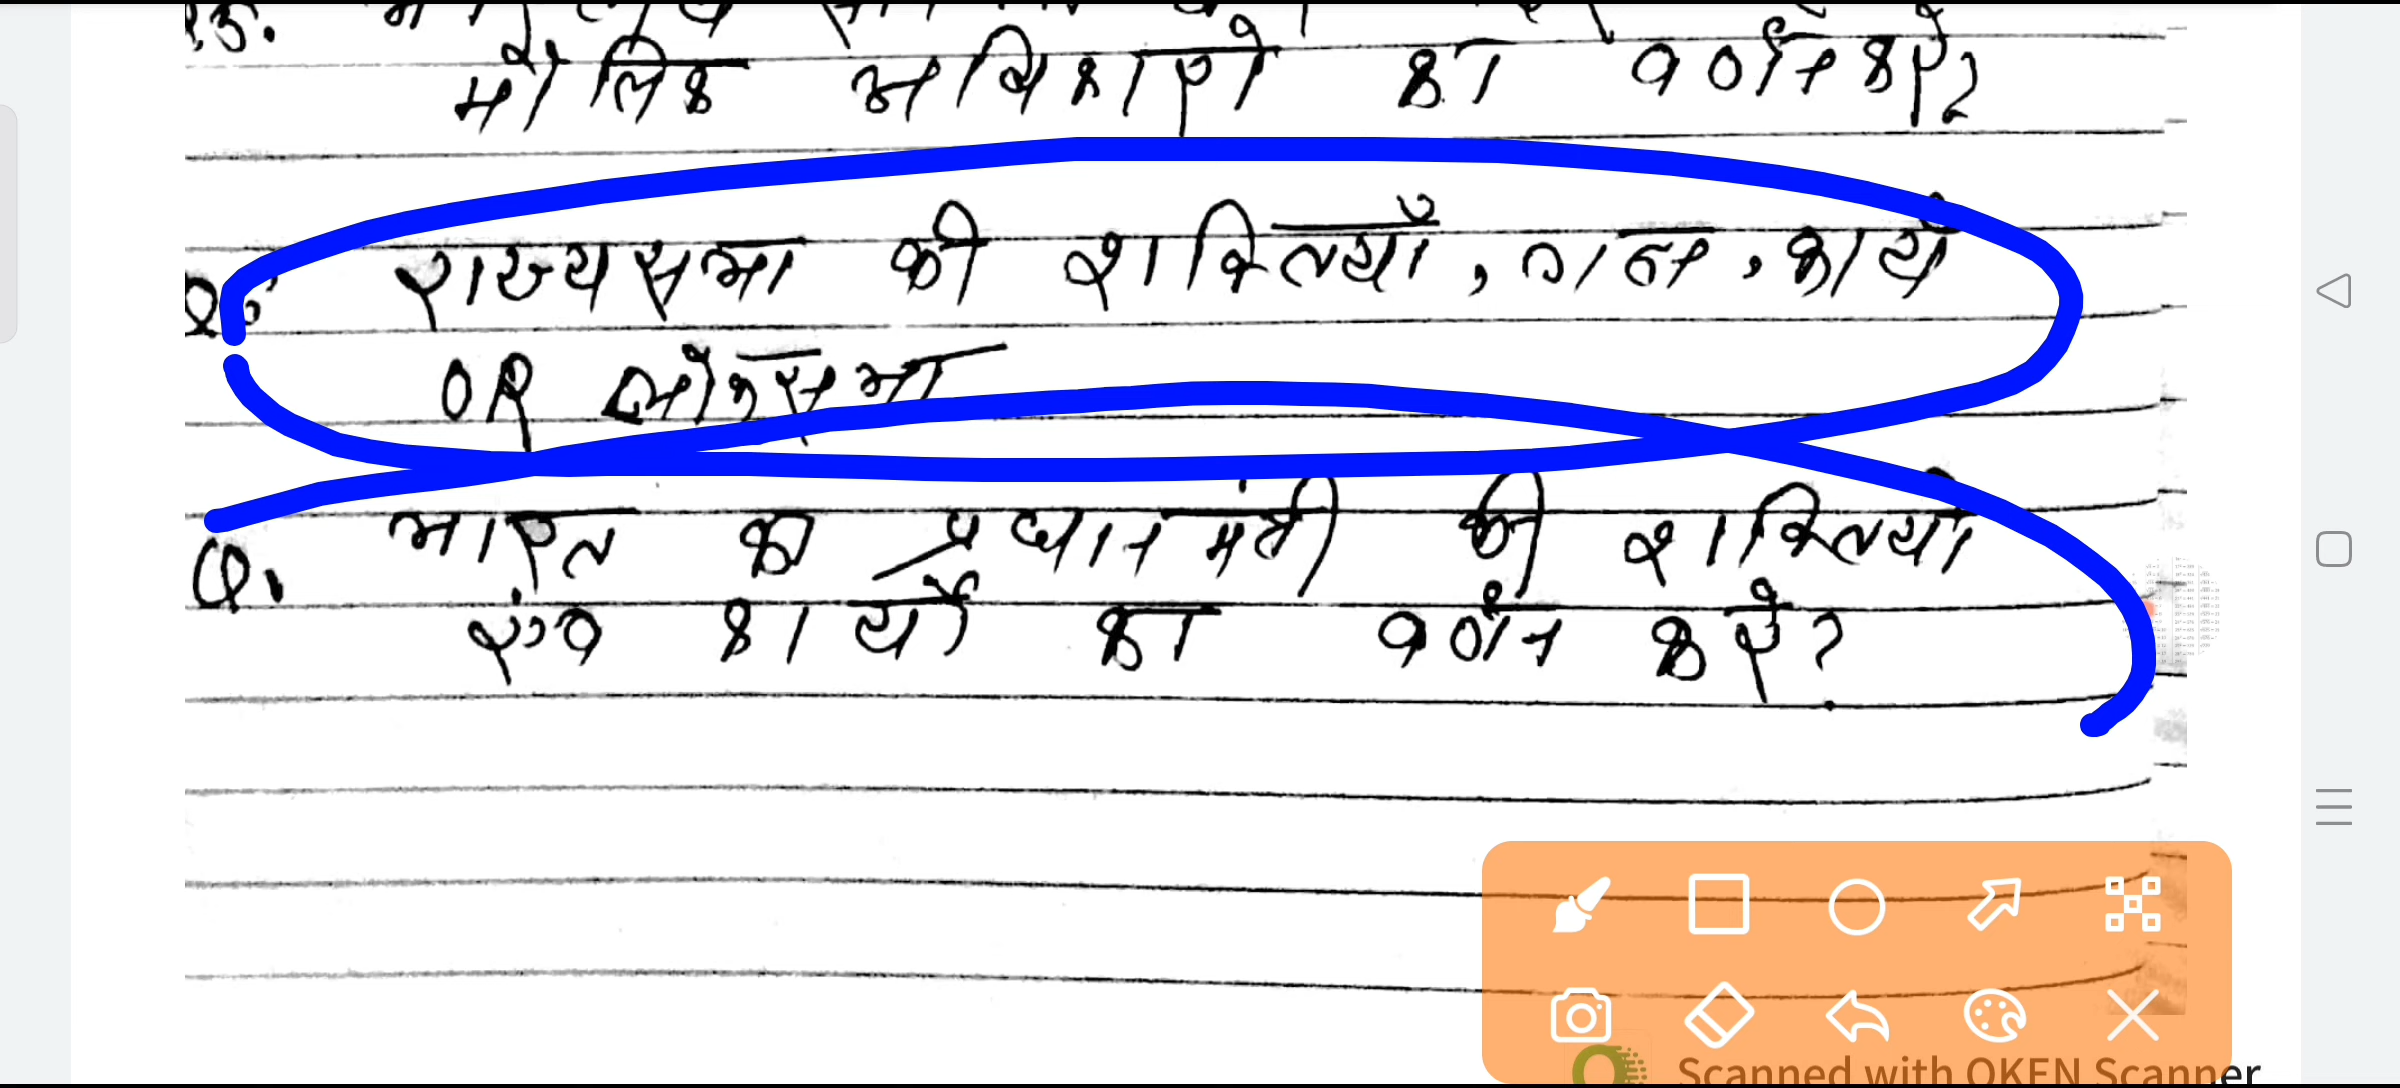 मौलिक अधिकारो का वर्णन करे?
Q. राज्यसभा की शक्तियाँ, गठन, कार्य
OR लोकसभा
Q. भारत का प्रधानमंत्री की शक्तियों
एंव कार्यों का वर्णन करे?
Scanned with OKEN Scanner